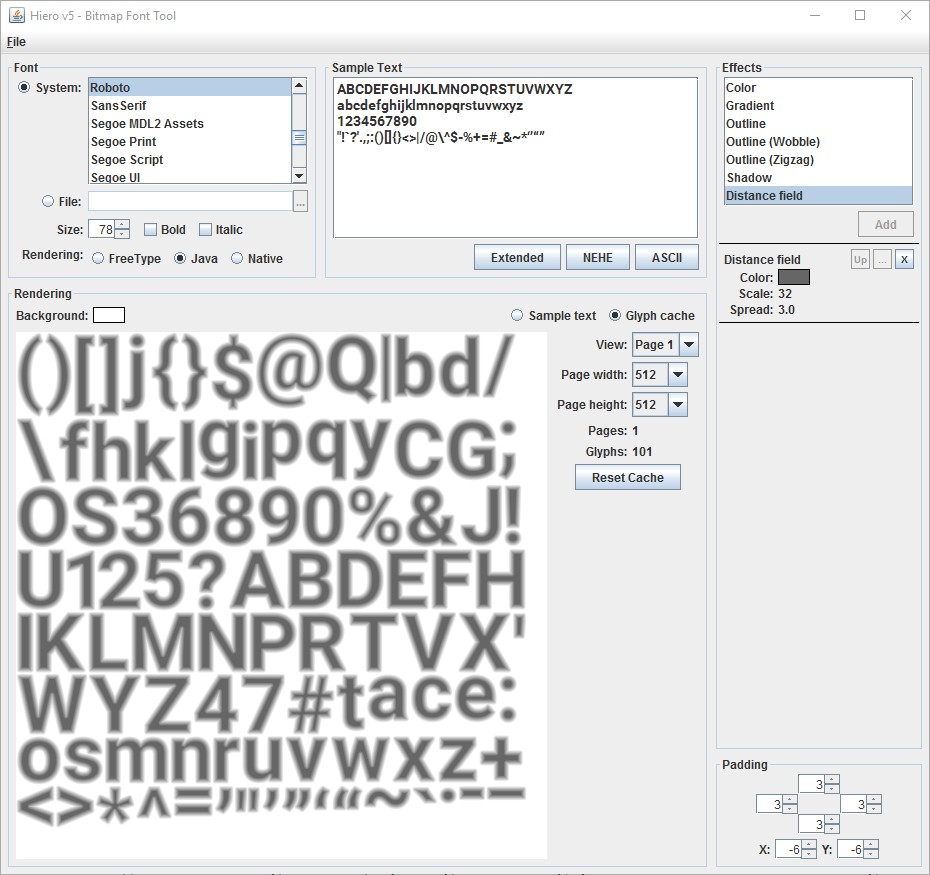 Hiero v5 - Bitmap Font Tool
File
Font
System:
Roboto
SansSerif
Segoe MDL2 Assets
Segoe Print
Segoe Script
Segoe UI
File:
...
Size: 78 Bold Italic
Rendering: FreeType Java Native
Sample Text
ABCDEFGHIJKLMNOPQRSTUVWXYZ
abcdefghijklmnopqrstuvwxyz
1234567890
"!`?'.,;:()[]{}<>|/@\^$-%+=#_&~*“”‘’
Extended NEHE ASCII
Effects
Color
Gradient
Outline
Outline (Wobble)
Outline (Zigzag)
Shadow
Distance field
Add
Distance field Up ... X
Color:
Scale: 32
Spread: 3.0
Rendering
Background:
Sample text Glyph cache
View: Page 1
Page width: 512
Page height: 512
Pages: 1
Glyphs: 101
Reset Cache
()[]j{}$@Q|bd/
\fhklgipqyCG;
OS36890%&J!
U125?ABDEFH
IKLMNPRTVX'
WYZ47#tace:
osmnruvwxz+
<>*^=’"‘”“~`·--
Padding
3
3 3
3
X: -6 Y: -6